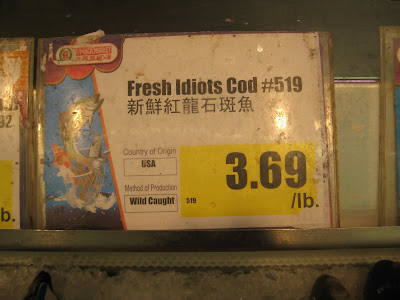 Fresh Idiots Cod #519
新鮮紅龍石斑魚
Country of Origin
USA
3.69
Method of Production
Wild Caught
519
/lb.
lb.